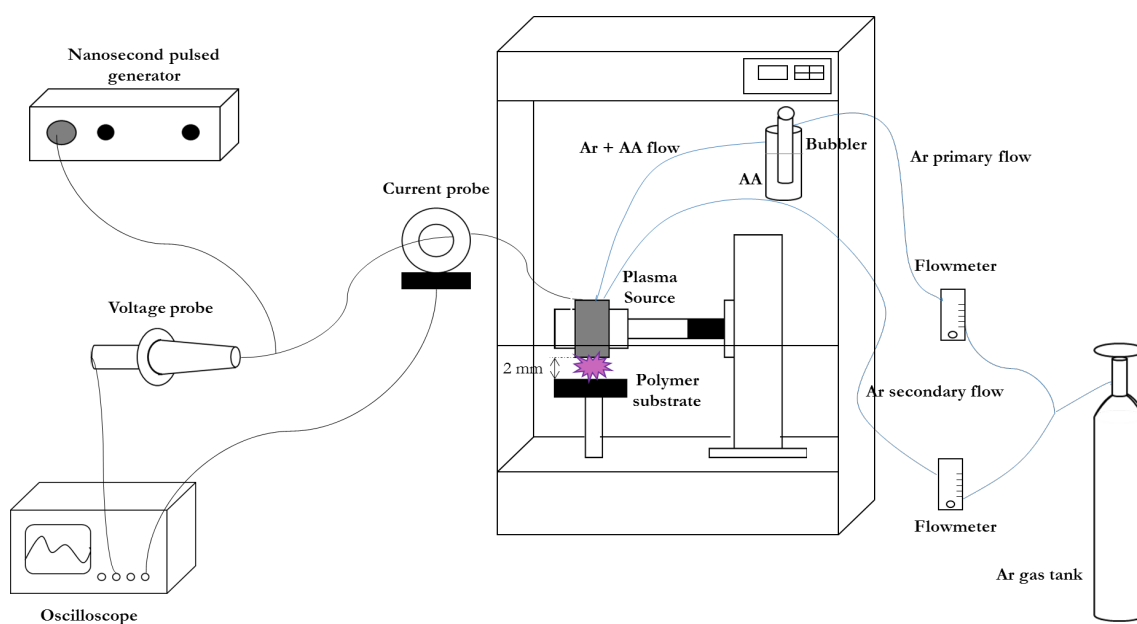 Nanosecond pulsed
generator
Current probe
Voltage probe
Oscilloscope
Ar + AA flow
Bubbler
AA
Ar primary flow
Plasma
Source
2 mm
Polymer
substrate
Flowmeter
Ar secondary flow
Flowmeter
Ar gas tank